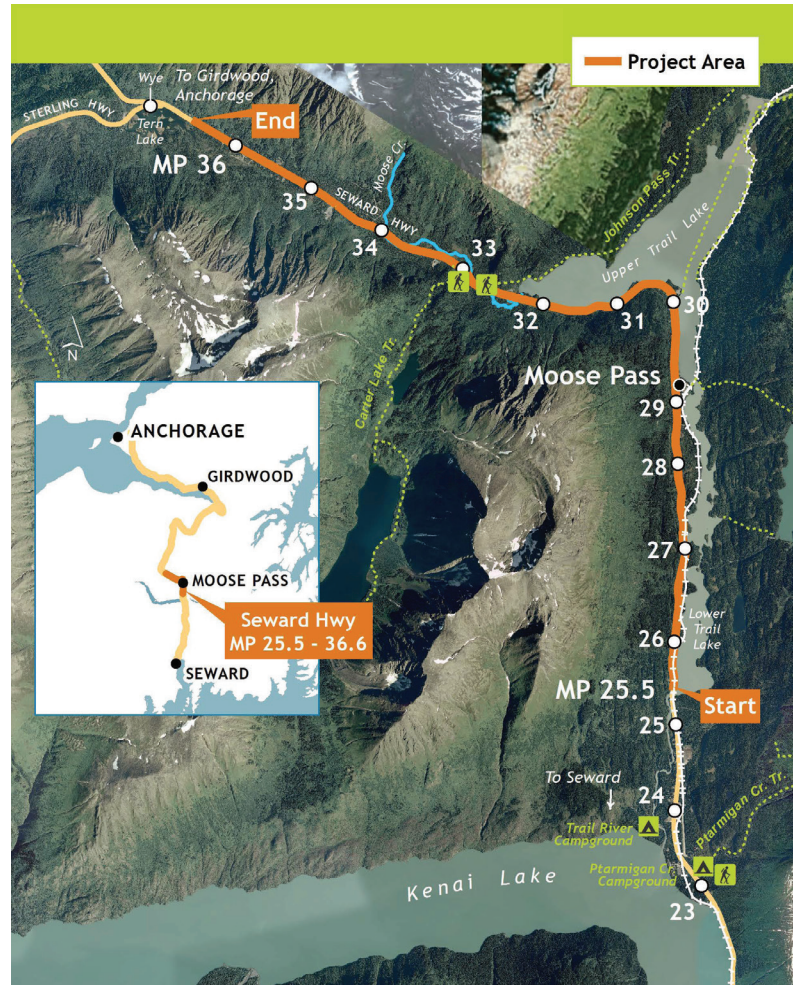 Project Area
Wye
To Girdwood,
Anchorage
STERLING HWY
Tern
Lake
End
MP 36
35
SEWARD HWY
34
Moose Cr.
33
32
31
30
Johnson Pass Tr.
Upper Trail Lake
Carter Lake Tr.
N
Moose Pass
29
28
27
26
Lower
Trail
Lake
MP 25.5
Start
25
To Seward
24
Trail River
Campground
Ptarmigan Cr. Tr.
Ptarmigan Cr.
Campground
23
Kenai Lake
ANCHORAGE
GIRDWOOD
MOOSE PASS
Seward Hwy
MP 25.5 - 36.6
SEWARD